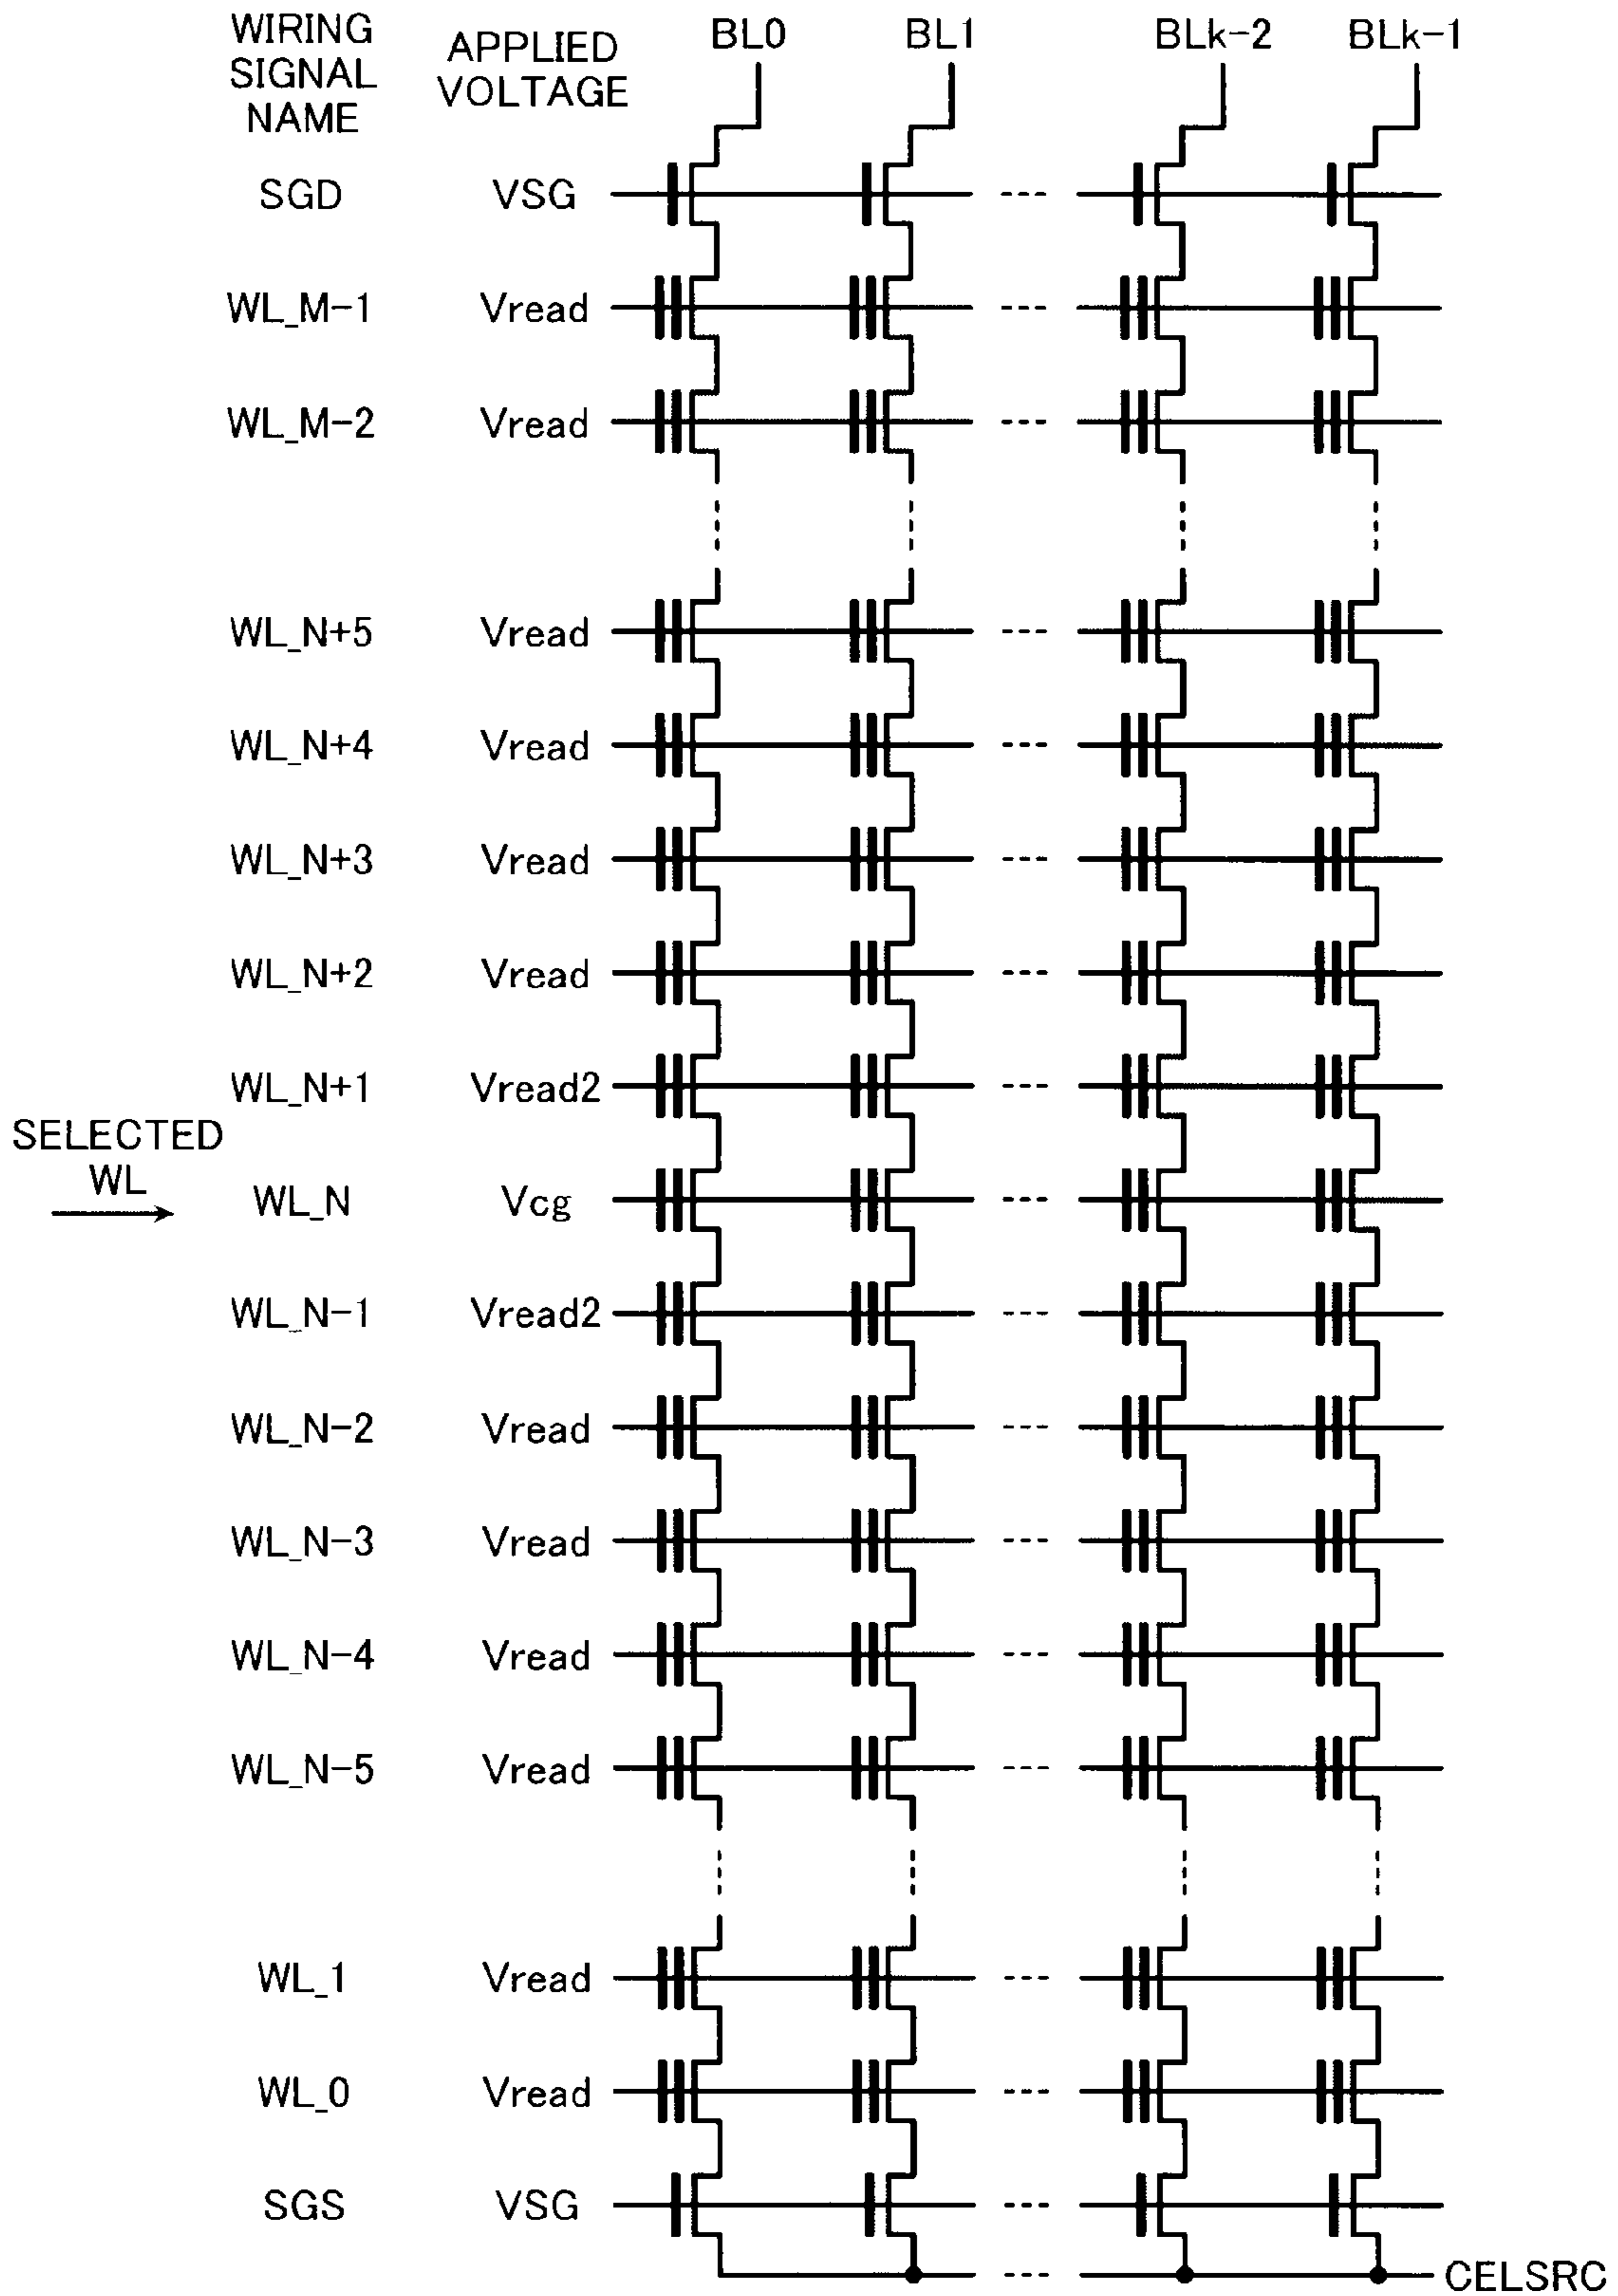 WIRING
SIGNAL
NAME
APPLIED
VOLTAGE
BL0 BL1 BLk-2 BLk-1
SGD VSG
WL_M-1 Vread
WL_M-2 Vread
WL_N+5 Vread
WL_N+4 Vread
WL_N+3 Vread
WL_N+2 Vread
WL_N+1 Vread2
SELECTED
WL
WL_N Vcg
WL_N-1 Vread2
WL_N-2 Vread
WL_N-3 Vread
WL_N-4 Vread
WL_N-5 Vread
WL_1 Vread
WL_0 Vread
SGS VSG
CELSRC